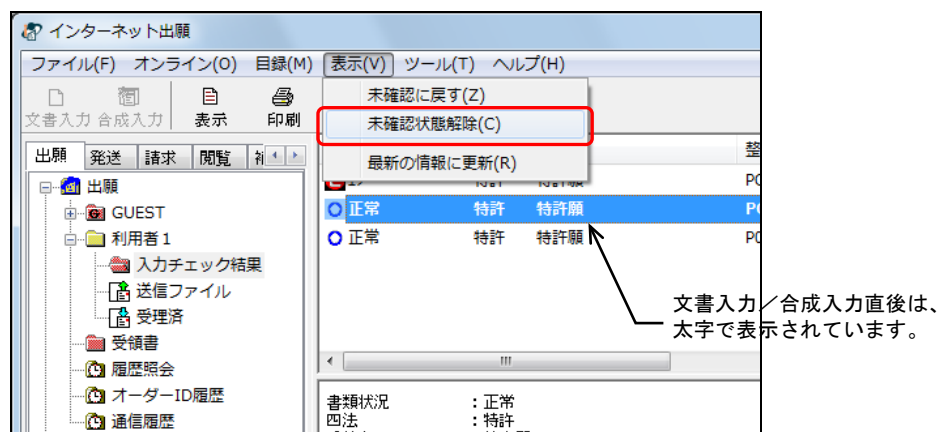 インターネット出願
ファイル(F) オンライン(O) 目録(M) 表示(V) ツール(T) ヘルプ(H)
文書入力 合成入力 表示 印刷
未確認に戻す(Z)
未確認状態解除(C)
最新の情報に更新(R)
出願 発送 請求 閲覧
出願
GUEST
利用者1
入力チェック結果
送信ファイル
受理済
受領書
履歴照会
オーダーID履歴
通信履歴
整
正常 特許 特許願
正常 特許 特許願
文書入力/合成入力直後は、
太字で表示されています。
書類状況 :正常
四法 :特許